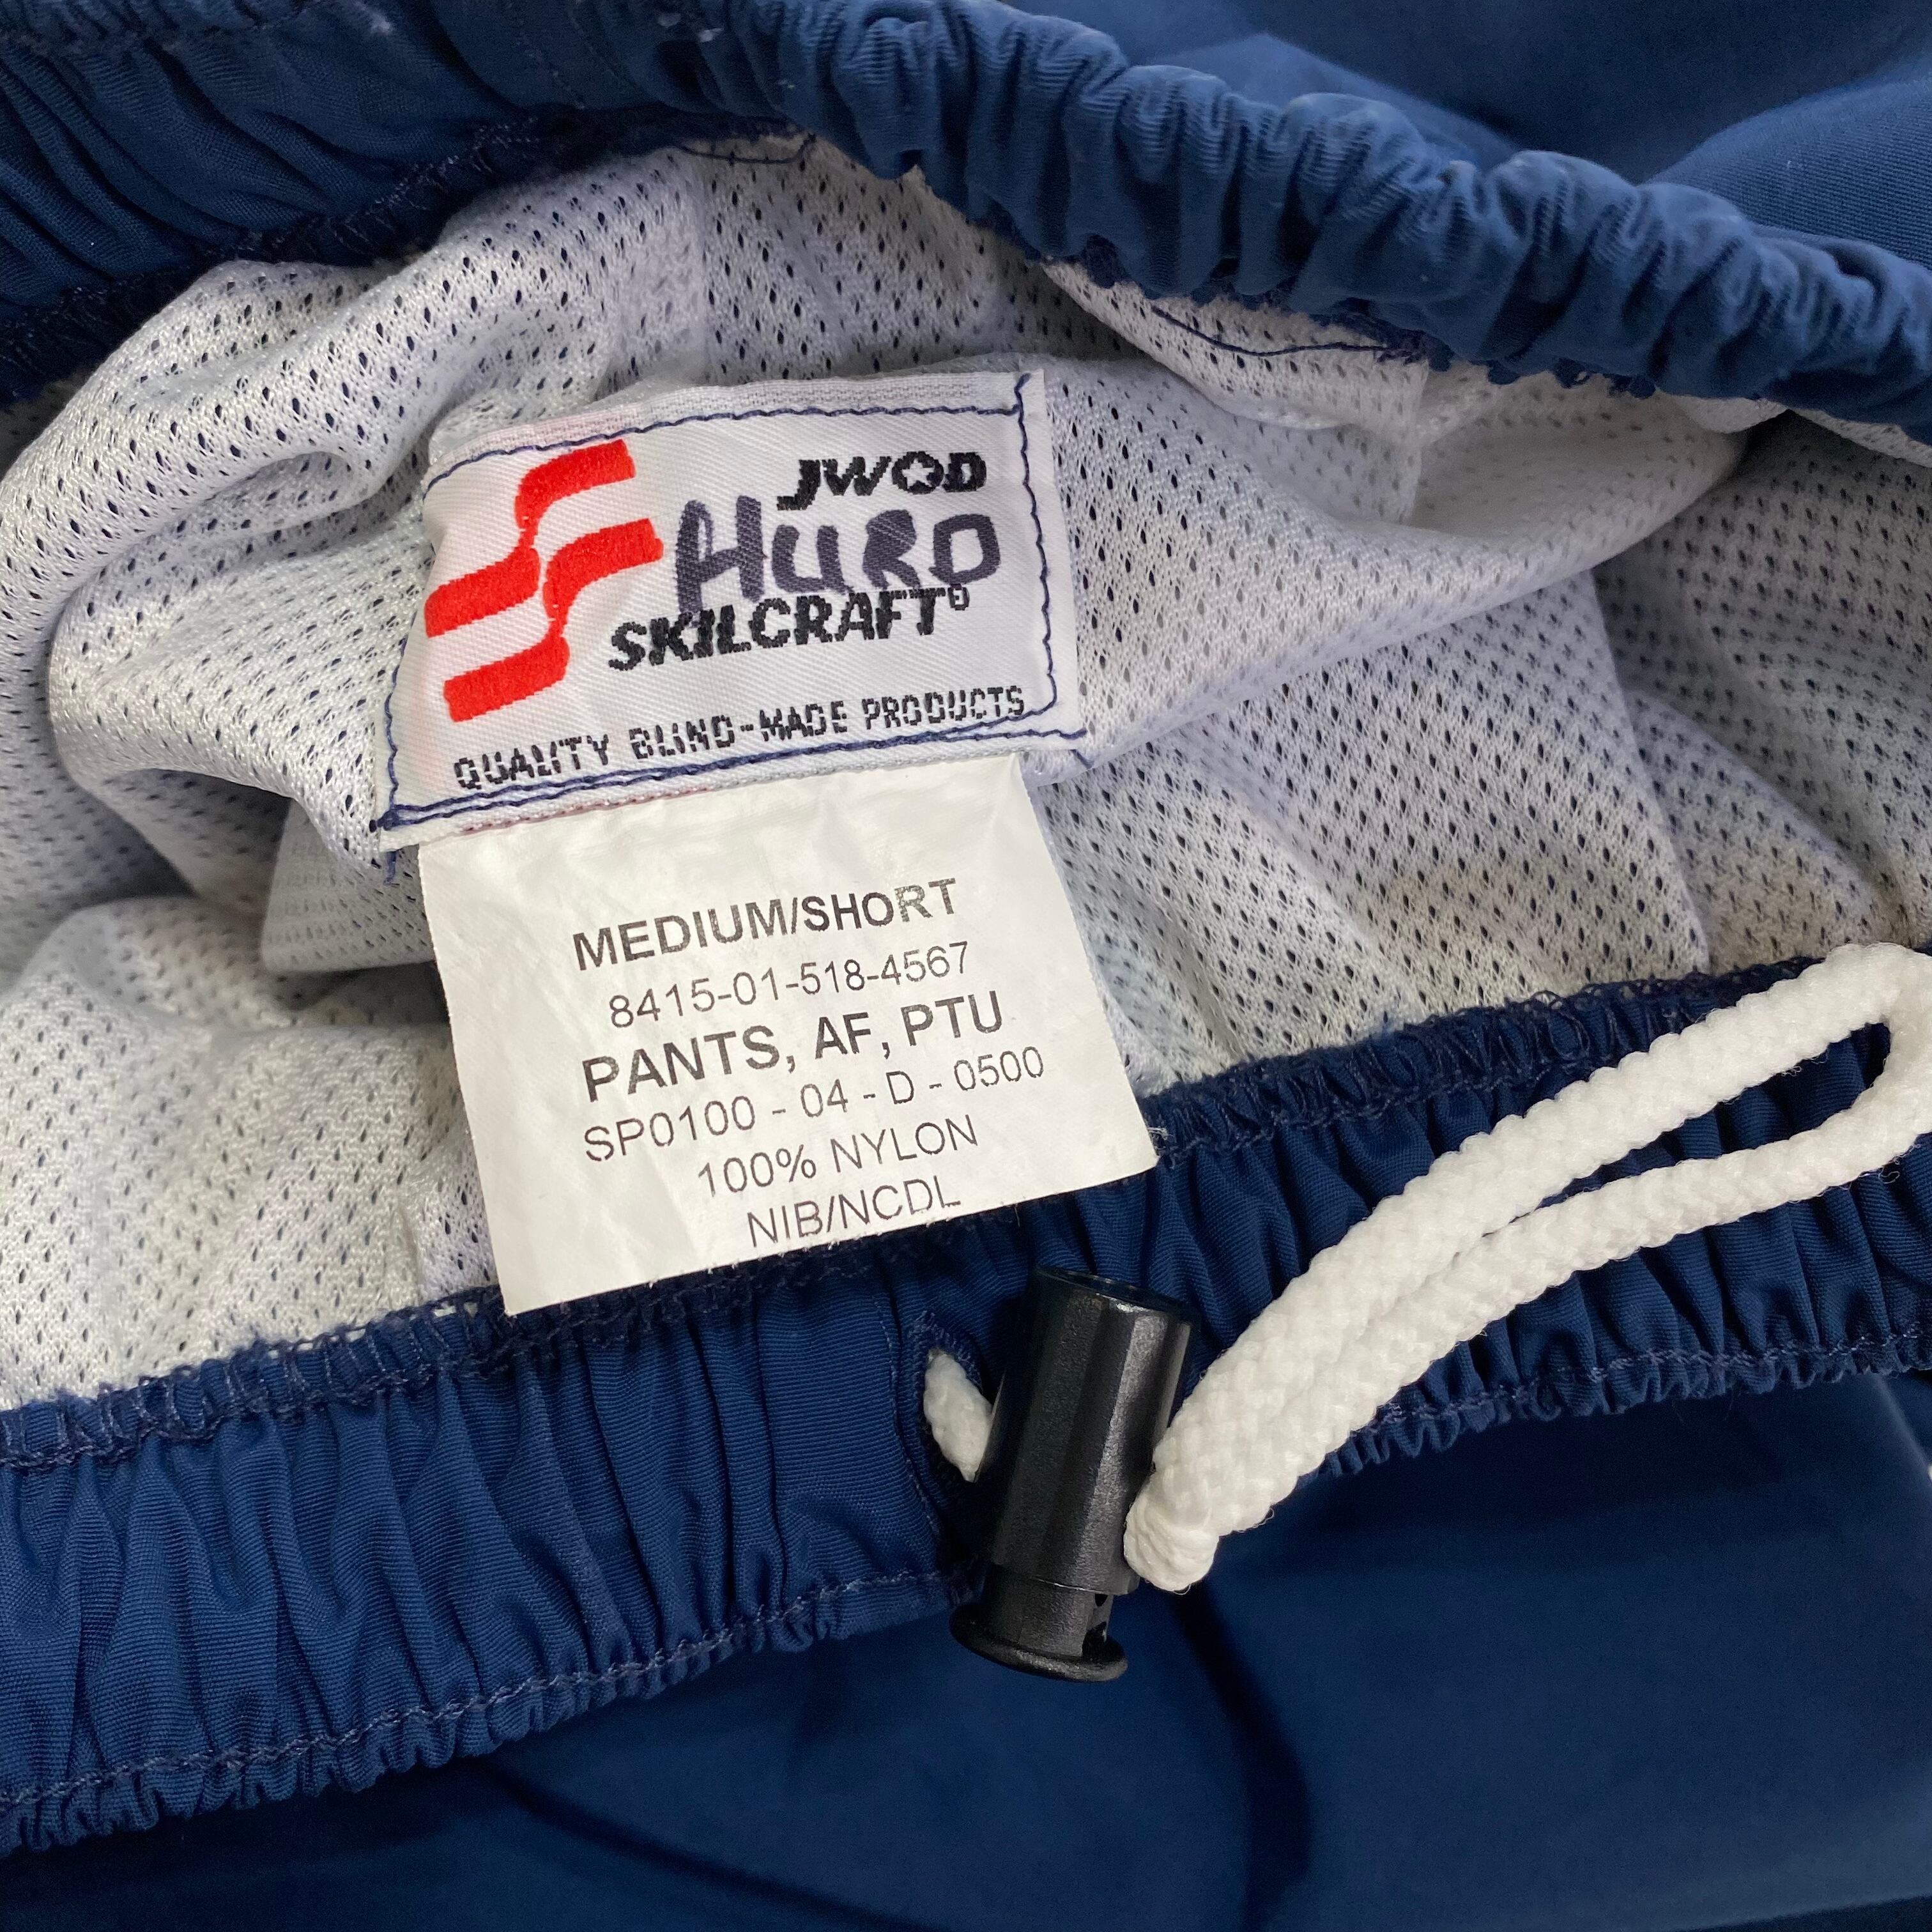 JWOD
HURD
SKILCRAFT®
QUALITY BLIND-MADE PRODUCTS
MEDIUM/SHORT
8415-01-518-4567
PANTS, AF, PTU
SP0100 - 04 - D - 0500
100% NYLON
NIB/NCDL